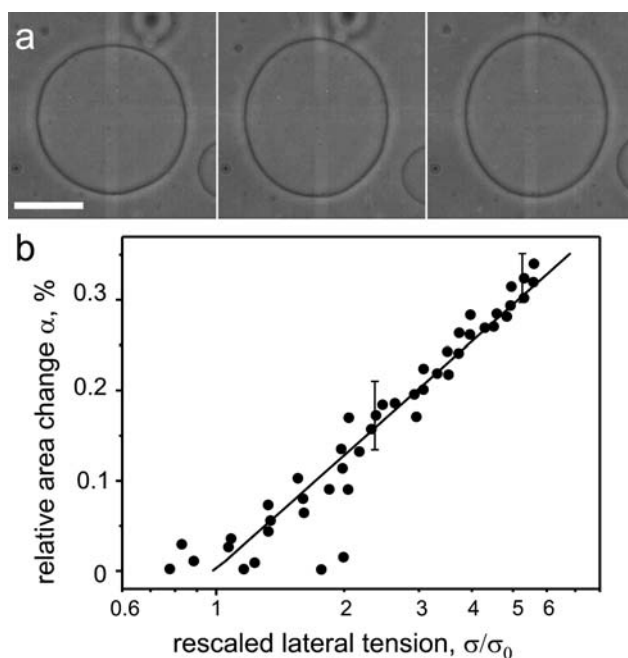 a
b
relative area change α, %
0.3
0.2
0.1
0
0.6
1
2
3
4
5
6
rescaled lateral tension, σ/σ₀